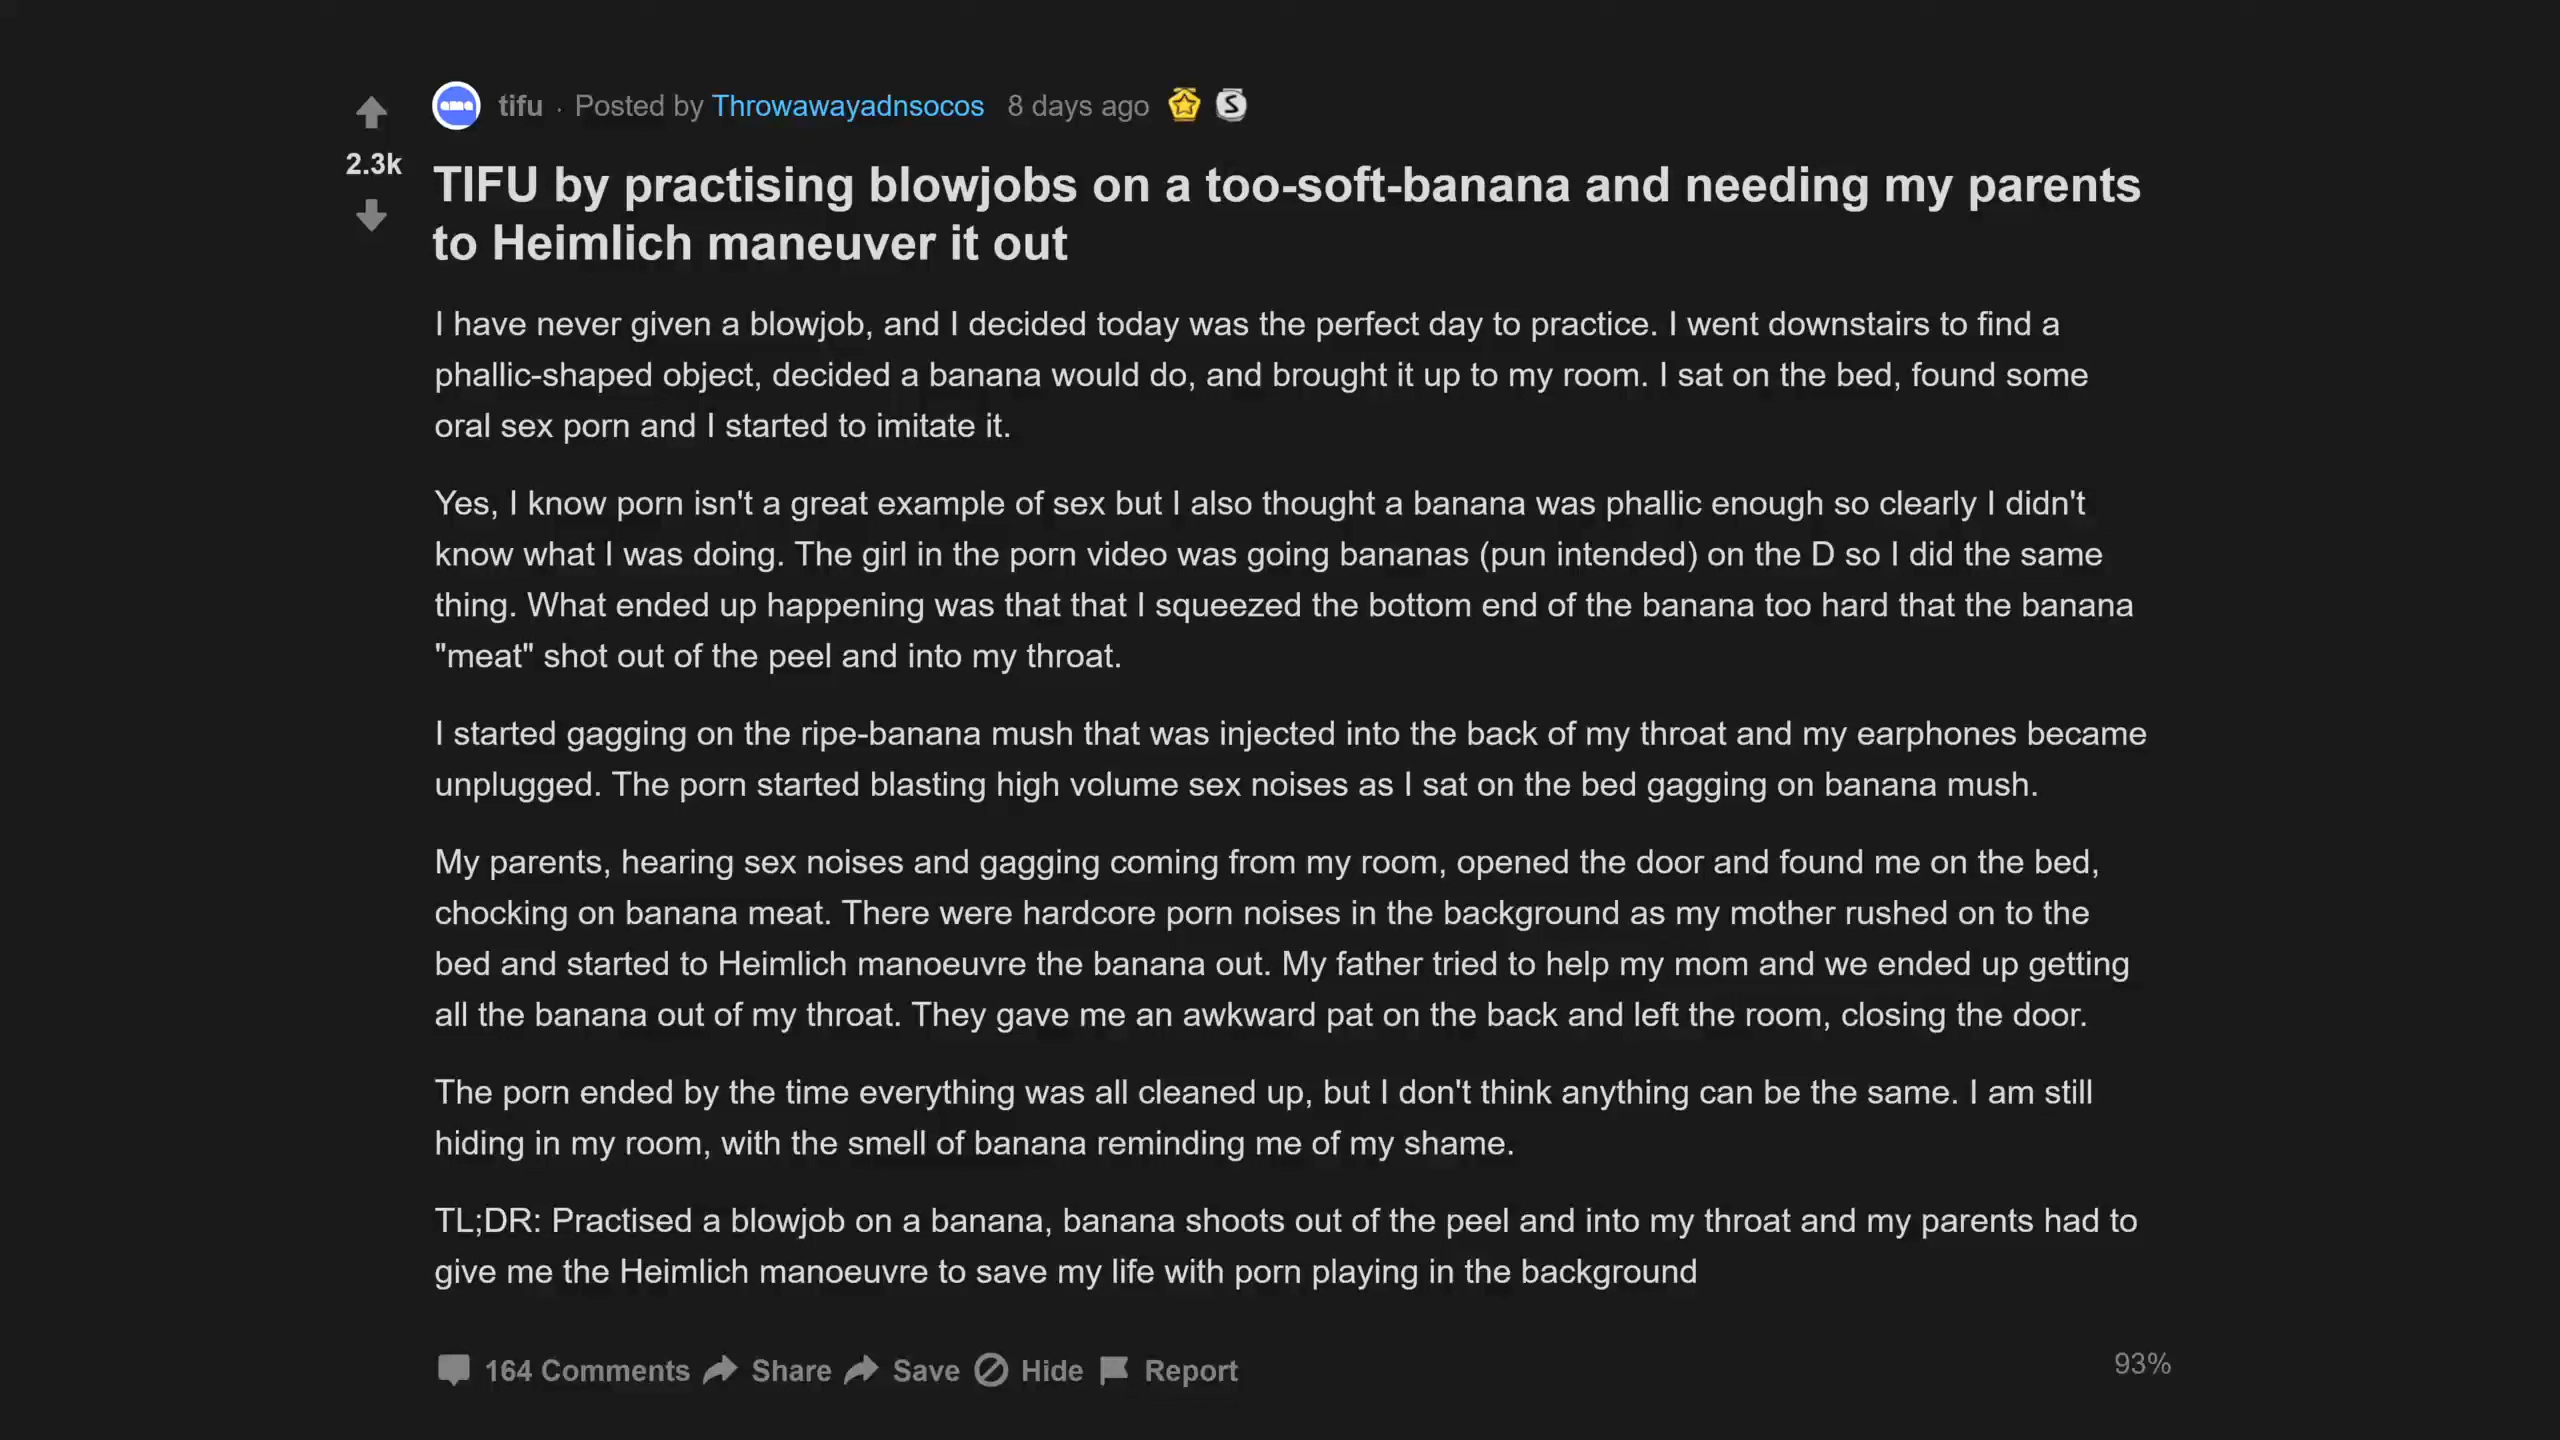 ama tifu · Posted by Throwawayadnsocos 8 days ago S
2.3k
TIFU by practising blowjobs on a too-soft-banana and needing my parents
to Heimlich maneuver it out
I have never given a blowjob, and I decided today was the perfect day to practice. I went downstairs to find a
phallic-shaped object, decided a banana would do, and brought it up to my room. I sat on the bed, found some
oral sex porn and I started to imitate it.
Yes, I know porn isn't a great example of sex but I also thought a banana was phallic enough so clearly I didn't
know what I was doing. The girl in the porn video was going bananas (pun intended) on the D so I did the same
thing. What ended up happening was that that I squeezed the bottom end of the banana too hard that the banana
"meat" shot out of the peel and into my throat.
I started gagging on the ripe-banana mush that was injected into the back of my throat and my earphones became
unplugged. The porn started blasting high volume sex noises as I sat on the bed gagging on banana mush.
My parents, hearing sex noises and gagging coming from my room, opened the door and found me on the bed,
chocking on banana meat. There were hardcore porn noises in the background as my mother rushed on to the
bed and started to Heimlich manoeuvre the banana out. My father tried to help my mom and we ended up getting
all the banana out of my throat. They gave me an awkward pat on the back and left the room, closing the door.
The porn ended by the time everything was all cleaned up, but I don't think anything can be the same. I am still
hiding in my room, with the smell of banana reminding me of my shame.
TL;DR: Practised a blowjob on a banana, banana shoots out of the peel and into my throat and my parents had to
give me the Heimlich manoeuvre to save my life with porn playing in the background
164 Comments Share Save Hide Report 93%